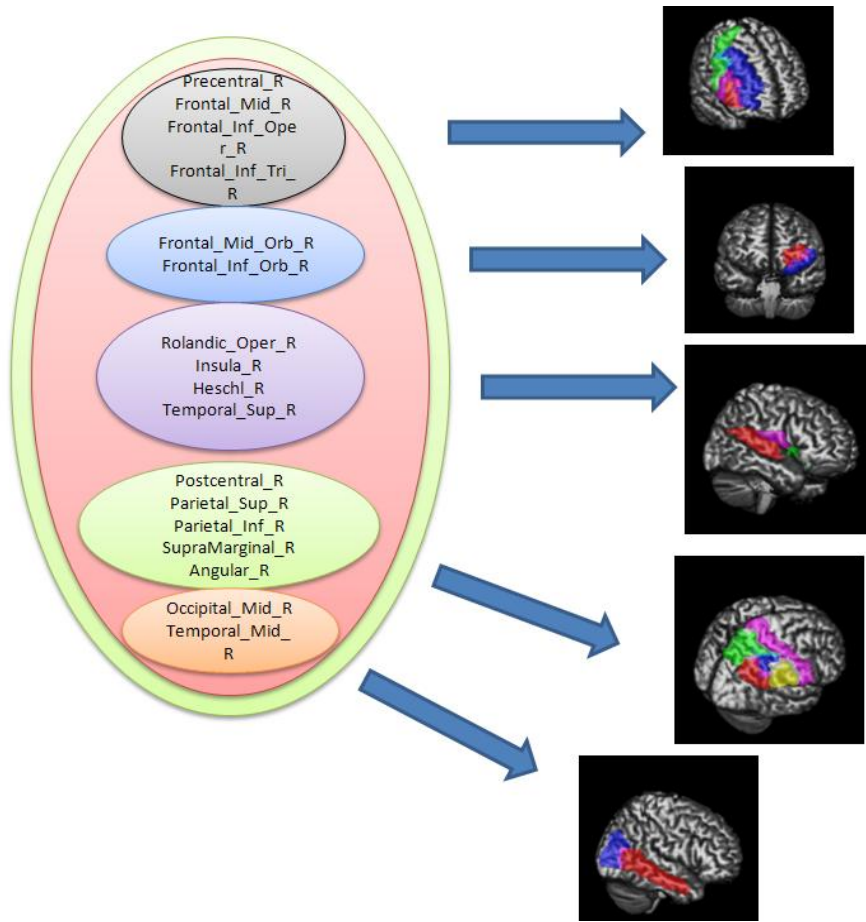 Precentral_R
Frontal_Mid_R
Frontal_Inf_Ope
r_R
Frontal_Inf_Tri_
R
Frontal_Mid_Orb_R
Frontal_Inf_Orb_R
Rolandic_Oper_R
Insula_R
Heschl_R
Temporal_Sup_R
Postcentral_R
Parietal_Sup_R
Parietal_Inf_R
SupraMarginal_R
Angular_R
Occipital_Mid_R
Temporal_Mid_
R